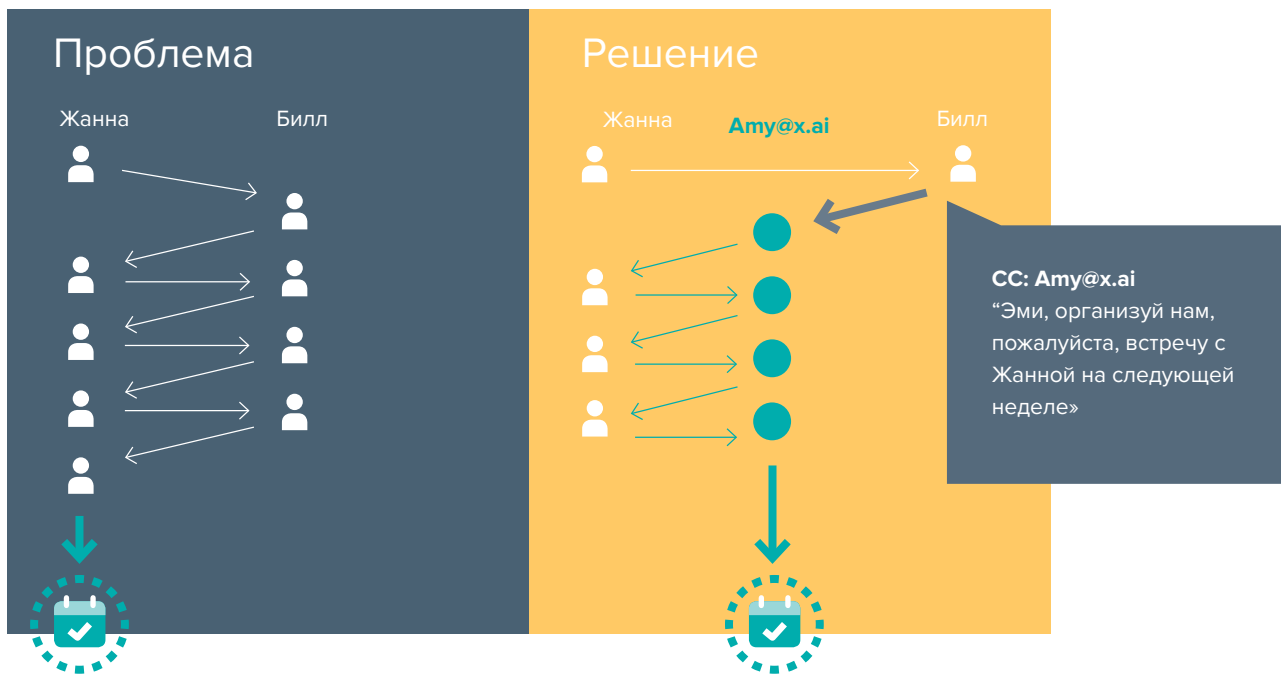 Проблема
Жанна
Билл
Решение
Жанна
Amy@x.ai
Билл
CC: Amy@x.ai
“Эми, организуй нам,
пожалуйста, встречу с
Жанной на следующей
неделе»